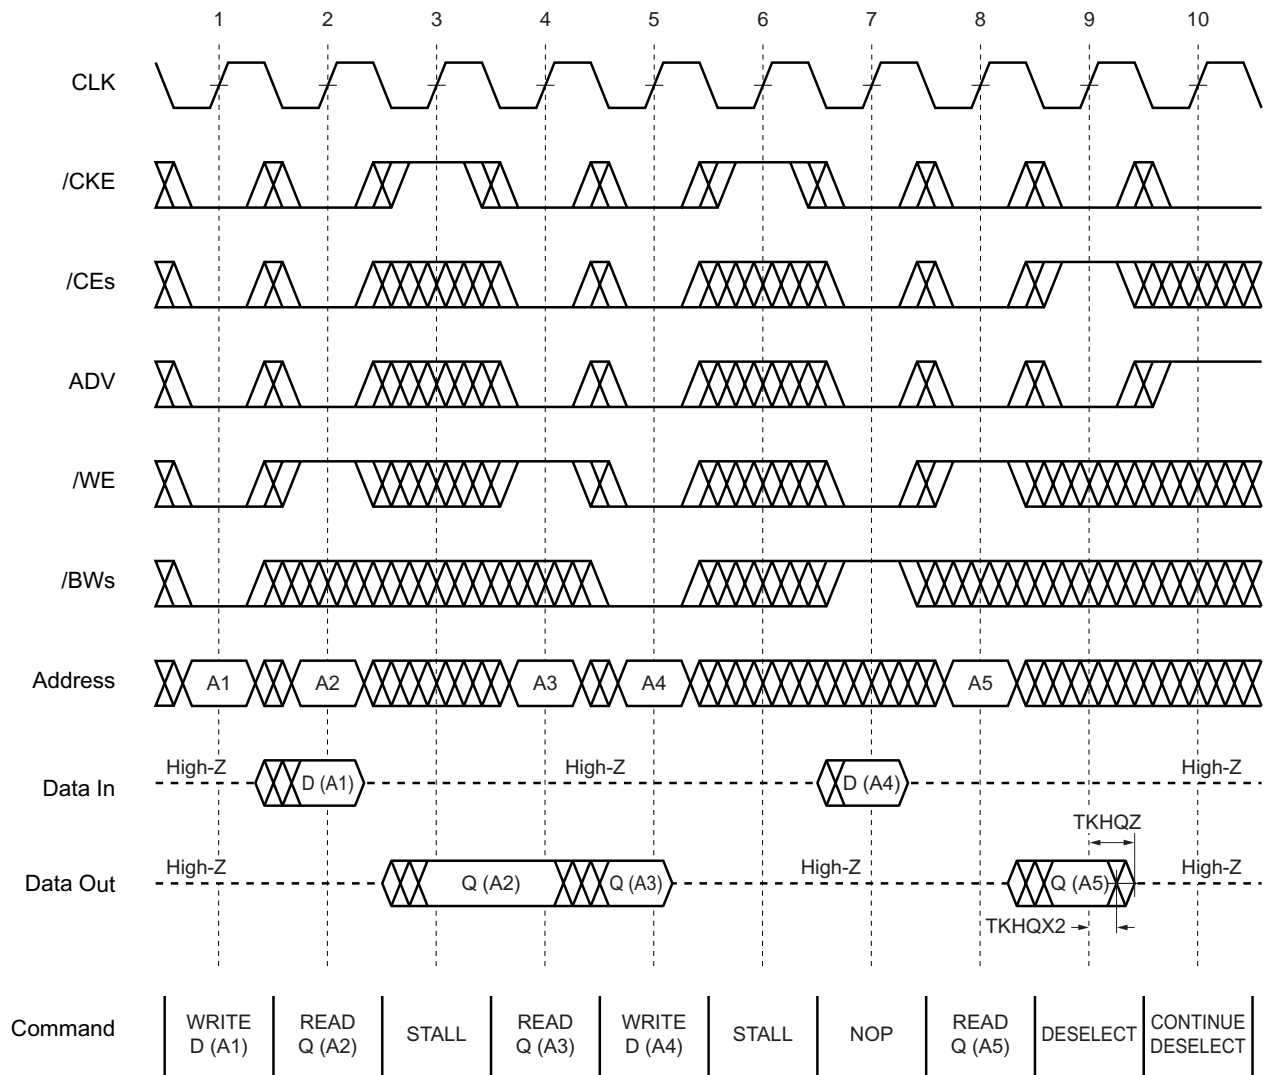 1 2 3 4 5 6 7 8 9 10
CLK
/CKE
/CEs
ADV
/WE
/BWs
Address A1 A2 A3 A4 A5
High-Z High-Z High-Z
Data In D (A1) D (A4)
TKHQZ
High-Z High-Z High-Z
Data Out Q (A2) Q (A3) Q (A5)
TKHQX2
Command
WRITE
D (A1)
READ
Q (A2)
STALL
READ
Q (A3)
WRITE
D (A4)
STALL
NOP
READ
Q (A5)
DESELECT
CONTINUE
DESELECT